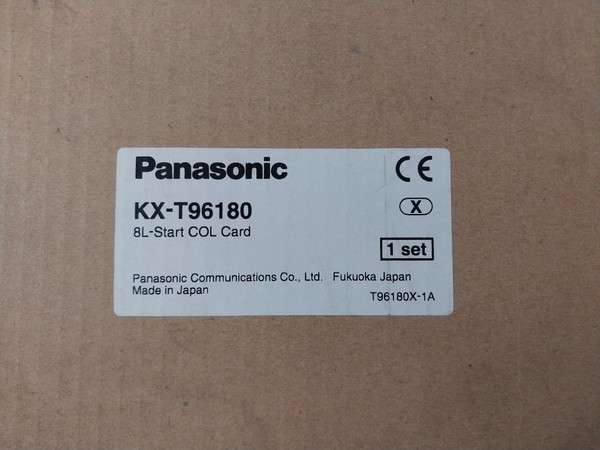 Panasonic
CE
KX-T96180
X
8L-Start COL Card
1 set
Panasonic Communications Co., Ltd. Fukuoka Japan
Made in Japan
T96180X-1A